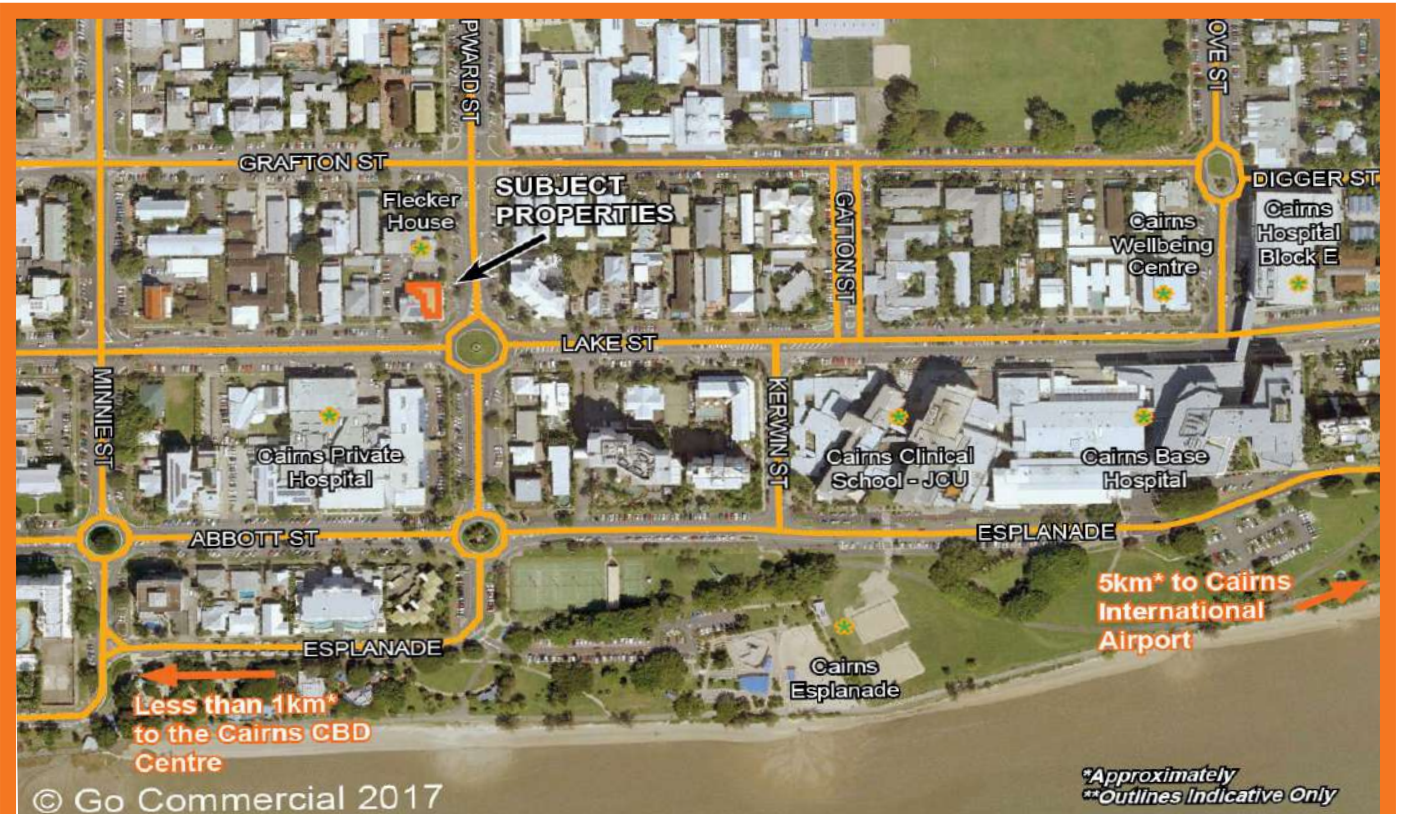 PWARD ST
OVE ST
GRAFTON ST
DIGGER ST
Flecker
House
SUBJECT
PROPERTIES
GATTON ST
Cairns
Wellbeing
Centre
Cairns
Hospital
Block E
LAKE ST
MINNIE ST
KERWIN ST
Cairns Private
Hospital
Cairns Clinical
School - JCU
Cairns Base
Hospital
ABBOTT ST
ESPLANADE
5km* to Cairns
International
Airport
ESPLANADE
Cairns
Esplanade
Less than 1km*
to the Cairns CBD
Centre
*Approximately
**Outlines Indicative Only
© Go Commercial 2017